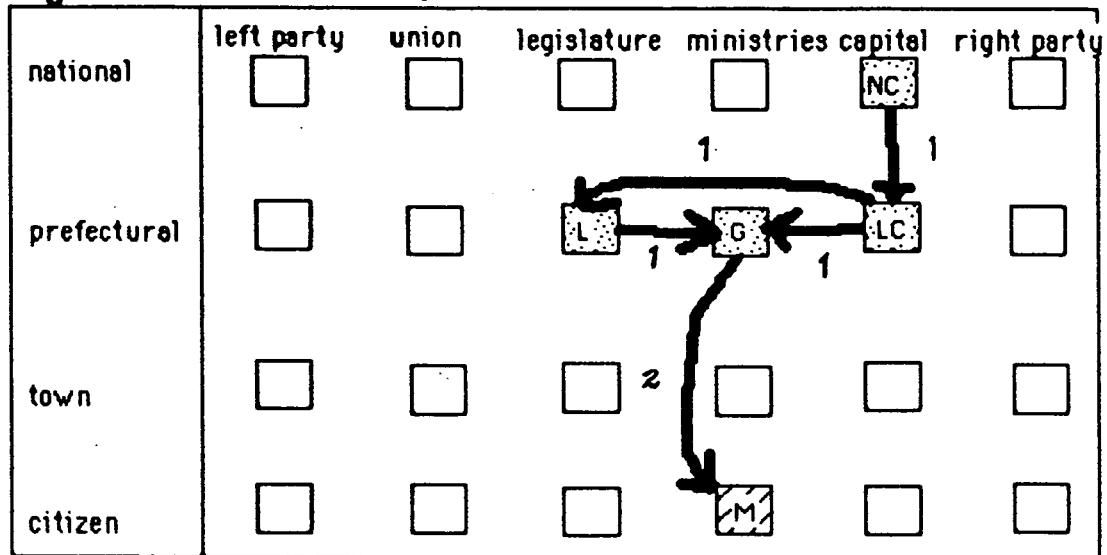 left party union legislature ministries capital right party
national NC
1 1
prefectural L G LC
1 1
town 2
citizen M